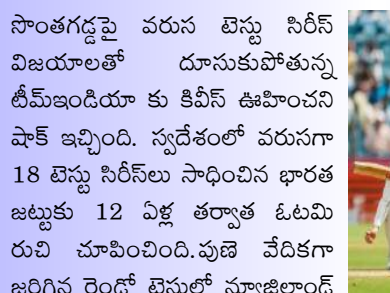 సొంతగడ్డపై వరుస టెస్టు సిరీస్
విజయాలతో దూసుకుపోతున్న
టీమ్ఇండియా కు కివీస్ ఊహించని
షాక్ ఇచ్చింది. స్వదేశంలో వరుసగా
18 టెస్టు సిరీస్‌లు సాధించిన భారత
జట్టుకు 12 ఏళ్ల తర్వాత ఓటమి
రుచి చూపించింది.పుణె వేదికగా
జరిగిన రెండో టెస్టులో న్యూజిలాండ్